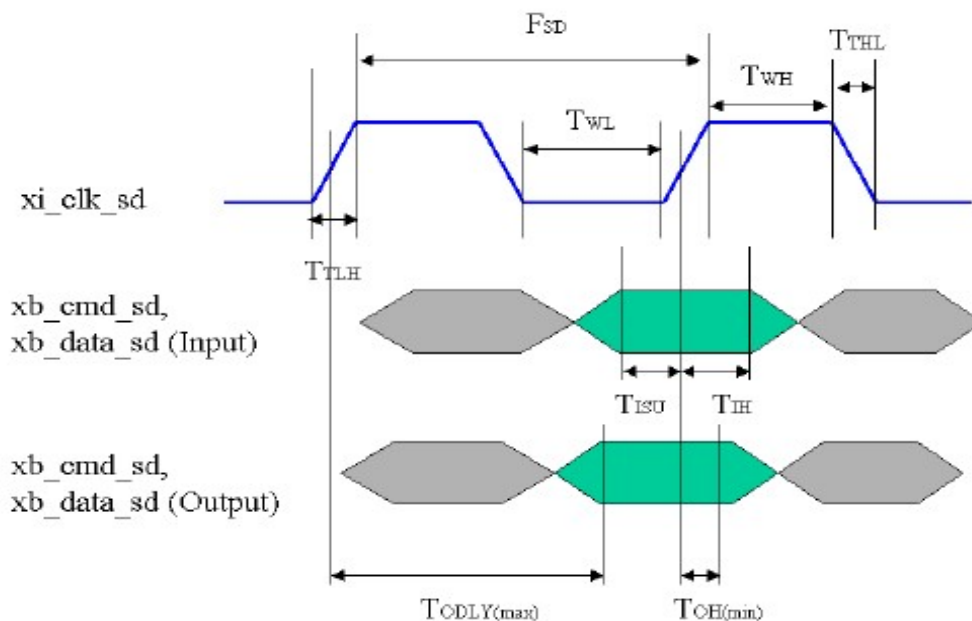 FSD
TTHL
TWH
TWL
xi_clk_sd
TTLH
xb_cmd_sd,
xb_data_sd (Input)
TISU
TIH
xb_cmd_sd,
xb_data_sd (Output)
TODLY(max)
TOH(min)